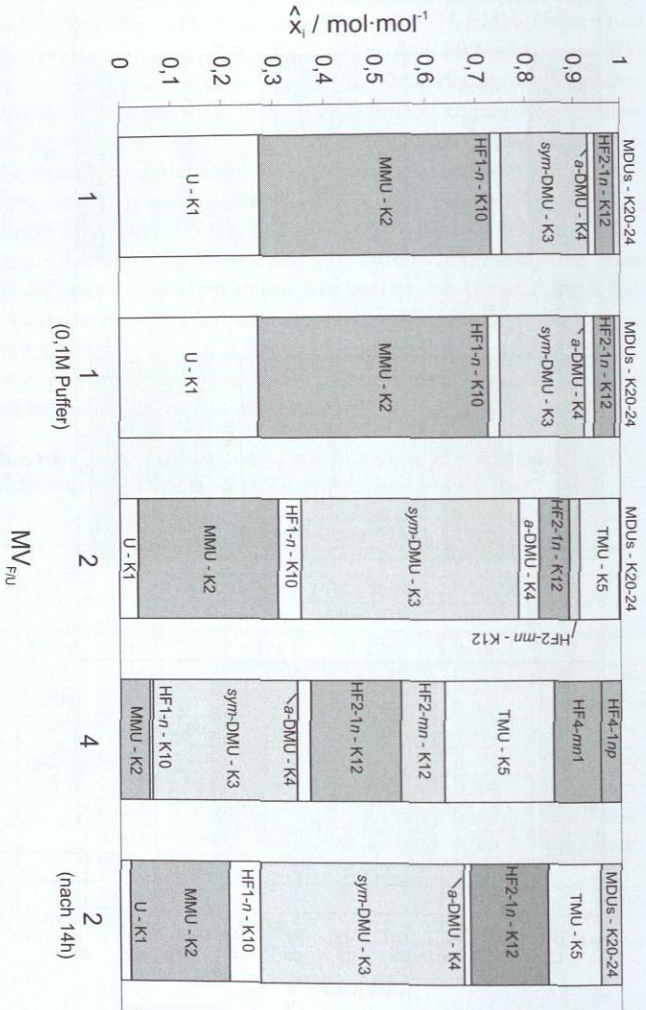 x̂ᵢ / mol·mol⁻¹
1
0,9
0,8
0,7
0,6
0,5
0,4
0,3
0,2
0,1
0
MDUs - K20-24
HF2-1n - K12
a-DMU - K4
sym-DMU - K3
HF1-n - K10
MMU - K2
U - K1
1
MDUs - K20-24
HF2-1n - K12
a-DMU - K4
sym-DMU - K3
HF1-n - K10
MMU - K2
U - K1
1
(0,1M Puffer)
MDUs - K20-24
TMU - K5
HF2-mn - K12
HF2-1n - K12
a-DMU - K4
sym-DMU - K3
HF1-n - K10
MMU - K2
U - K1
2
HF4-1np
HF4-mn1
TMU - K5
HF2-mn - K12
HF2-1n - K12
a-DMU - K4
sym-DMU - K3
HF1-n - K10
MMU - K2
4
MDUs - K20-24
TMU - K5
HF2-1n - K12
a-DMU - K4
sym-DMU - K3
HF1-n - K10
MMU - K2
U - K1
2
(nach 14h)
MV F/U